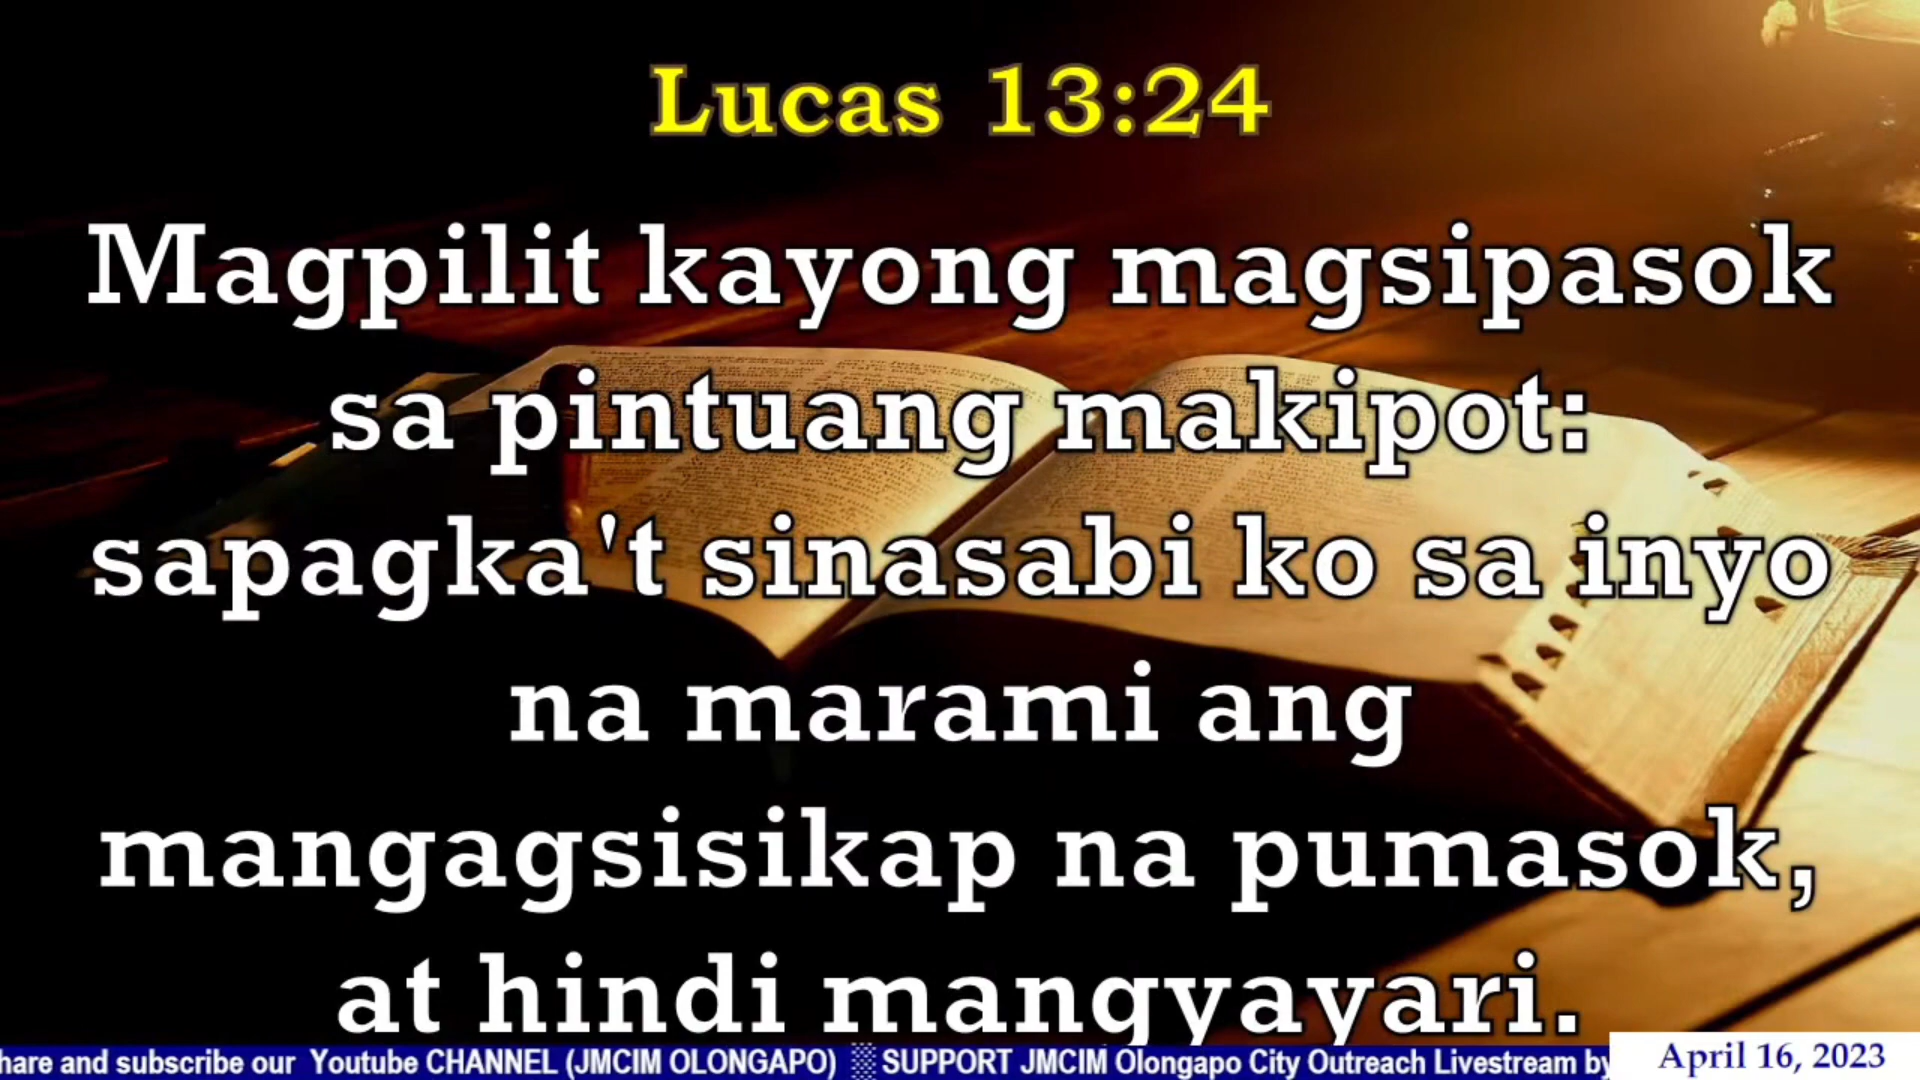 Lucas 13:24
Magpilit kayong magsipasok
sa pintuang makipot:
sapagka't sinasabi ko sa inyo
na marami ang
mangagsisikap na pumasok,
at hindi mangyayari.
hare and subscribe our Youtube CHANNEL (JMCIM OLONGAPO) ░ SUPPORT JMCIM Olongapo City Outreach Livestream by
April 16, 2023